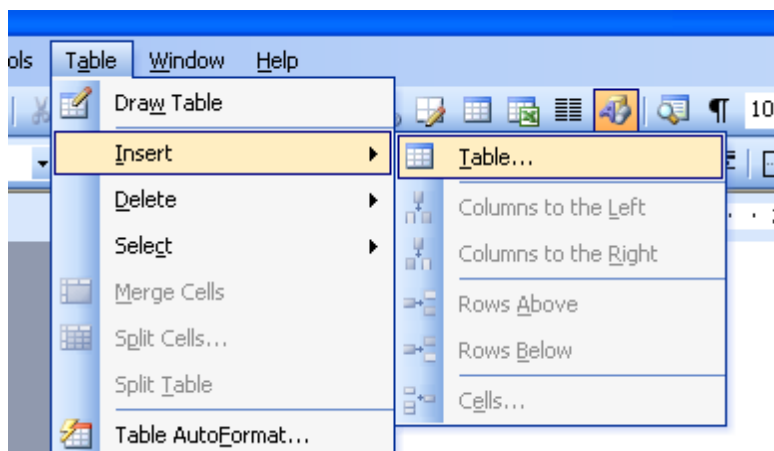 ols Table Window Help
Draw Table
¶ 10
Insert
Table...
Delete
Columns to the Left
Select
Columns to the Right
Merge Cells
Rows Above
Split Cells...
Rows Below
Split Table
Cells...
Table AutoFormat...